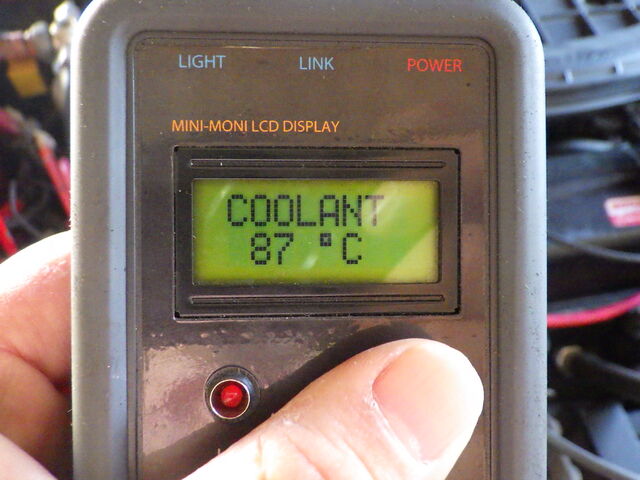 LIGHT LINK POWER
MINI-MONI LCD DISPLAY
COOLANT
87 °C